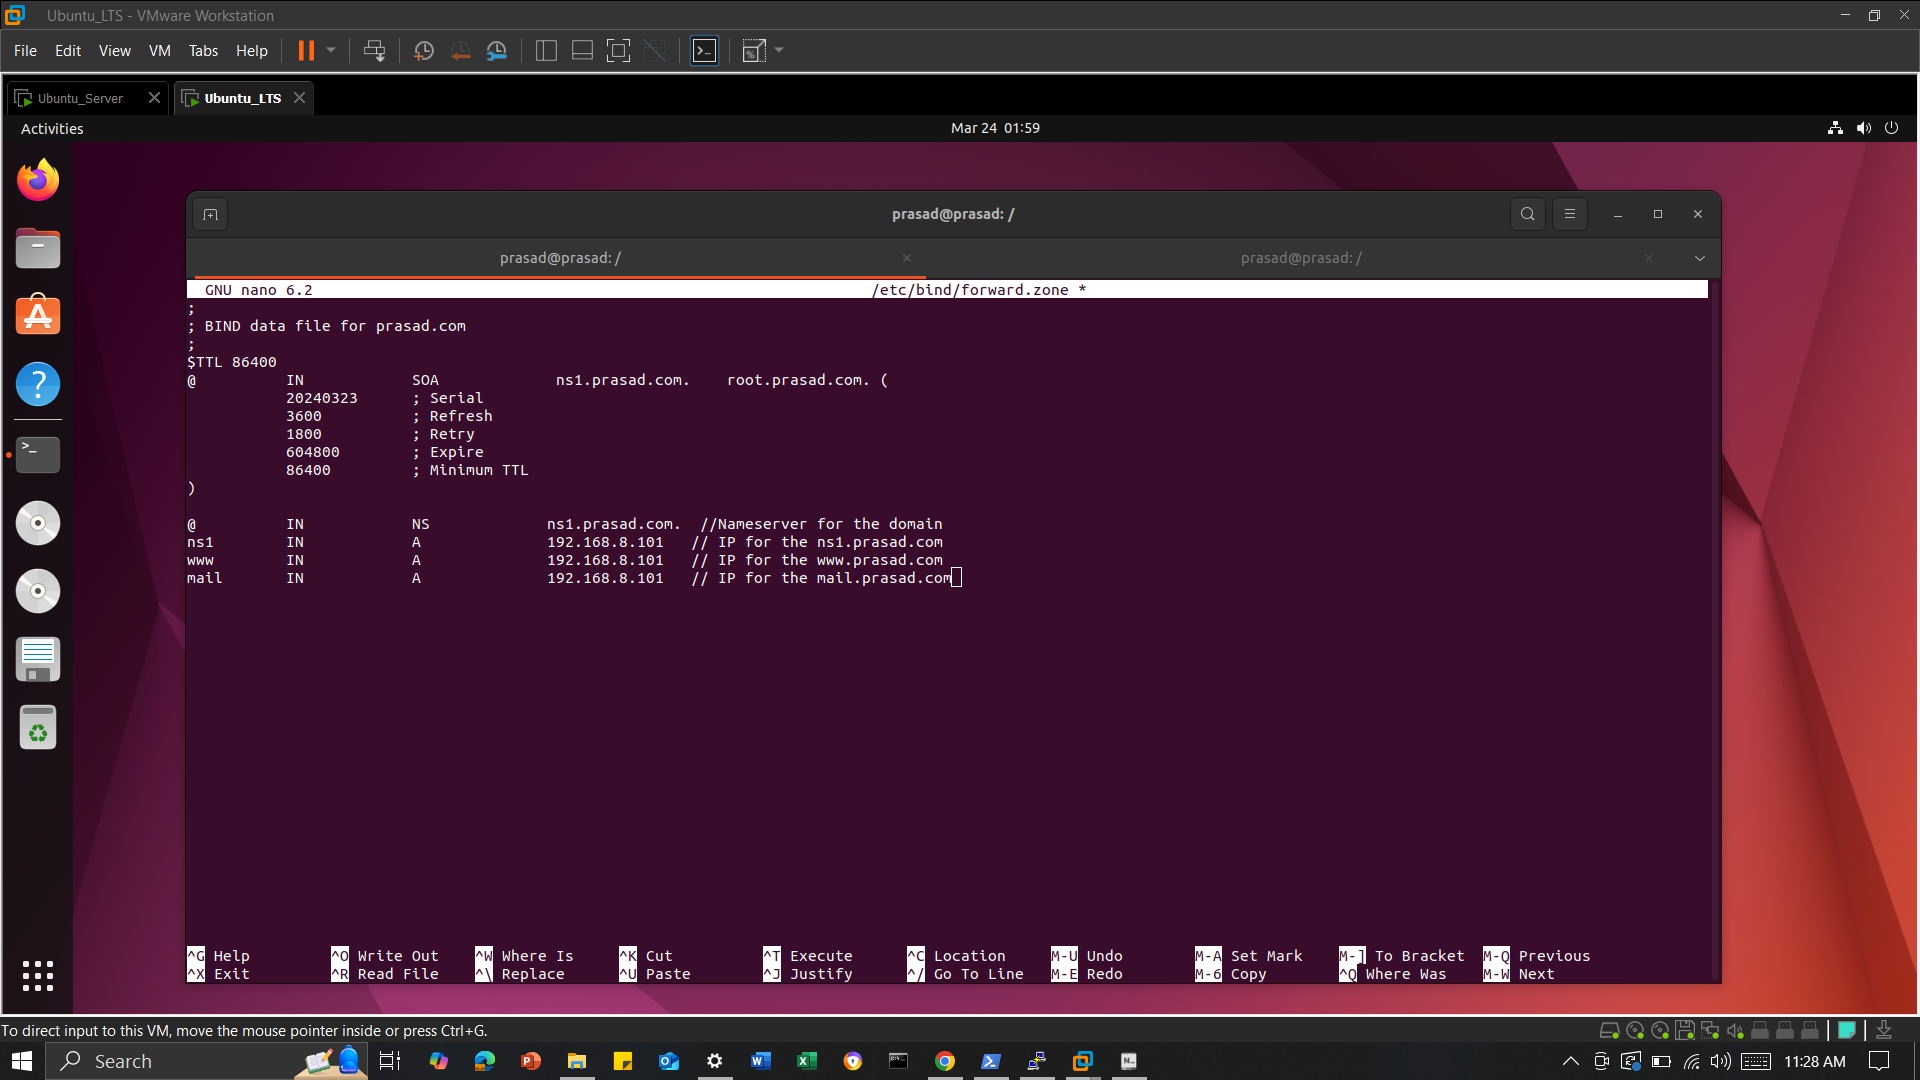 Ubuntu_LTS - VMware Workstation
File Edit View VM Tabs Help
Ubuntu_Server Ubuntu_LTS
Activities Mar 24 01:59
prasad@prasad: /
prasad@prasad: / prasad@prasad: /
GNU nano 6.2 /etc/bind/forward.zone *
;
; BIND data file for prasad.com
;
$TTL 86400
@ IN SOA ns1.prasad.com. root.prasad.com. (
20240323 ; Serial
3600 ; Refresh
1800 ; Retry
604800 ; Expire
86400 ; Minimum TTL
)
@ IN NS ns1.prasad.com. //Nameserver for the domain
ns1 IN A 192.168.8.101 // IP for the ns1.prasad.com
www IN A 192.168.8.101 // IP for the www.prasad.com
mail IN A 192.168.8.101 // IP for the mail.prasad.com
^G Help ^O Write Out ^W Where Is ^K Cut ^T Execute ^C Location M-U Undo M-A Set Mark M-] To Bracket M-Q Previous
^X Exit ^R Read File ^\ Replace ^U Paste ^J Justify ^/ Go To Line M-E Redo M-6 Copy ^Q Where Was M-W Next
To direct input to this VM, move the mouse pointer inside or press Ctrl+G.
Search 11:28 AM